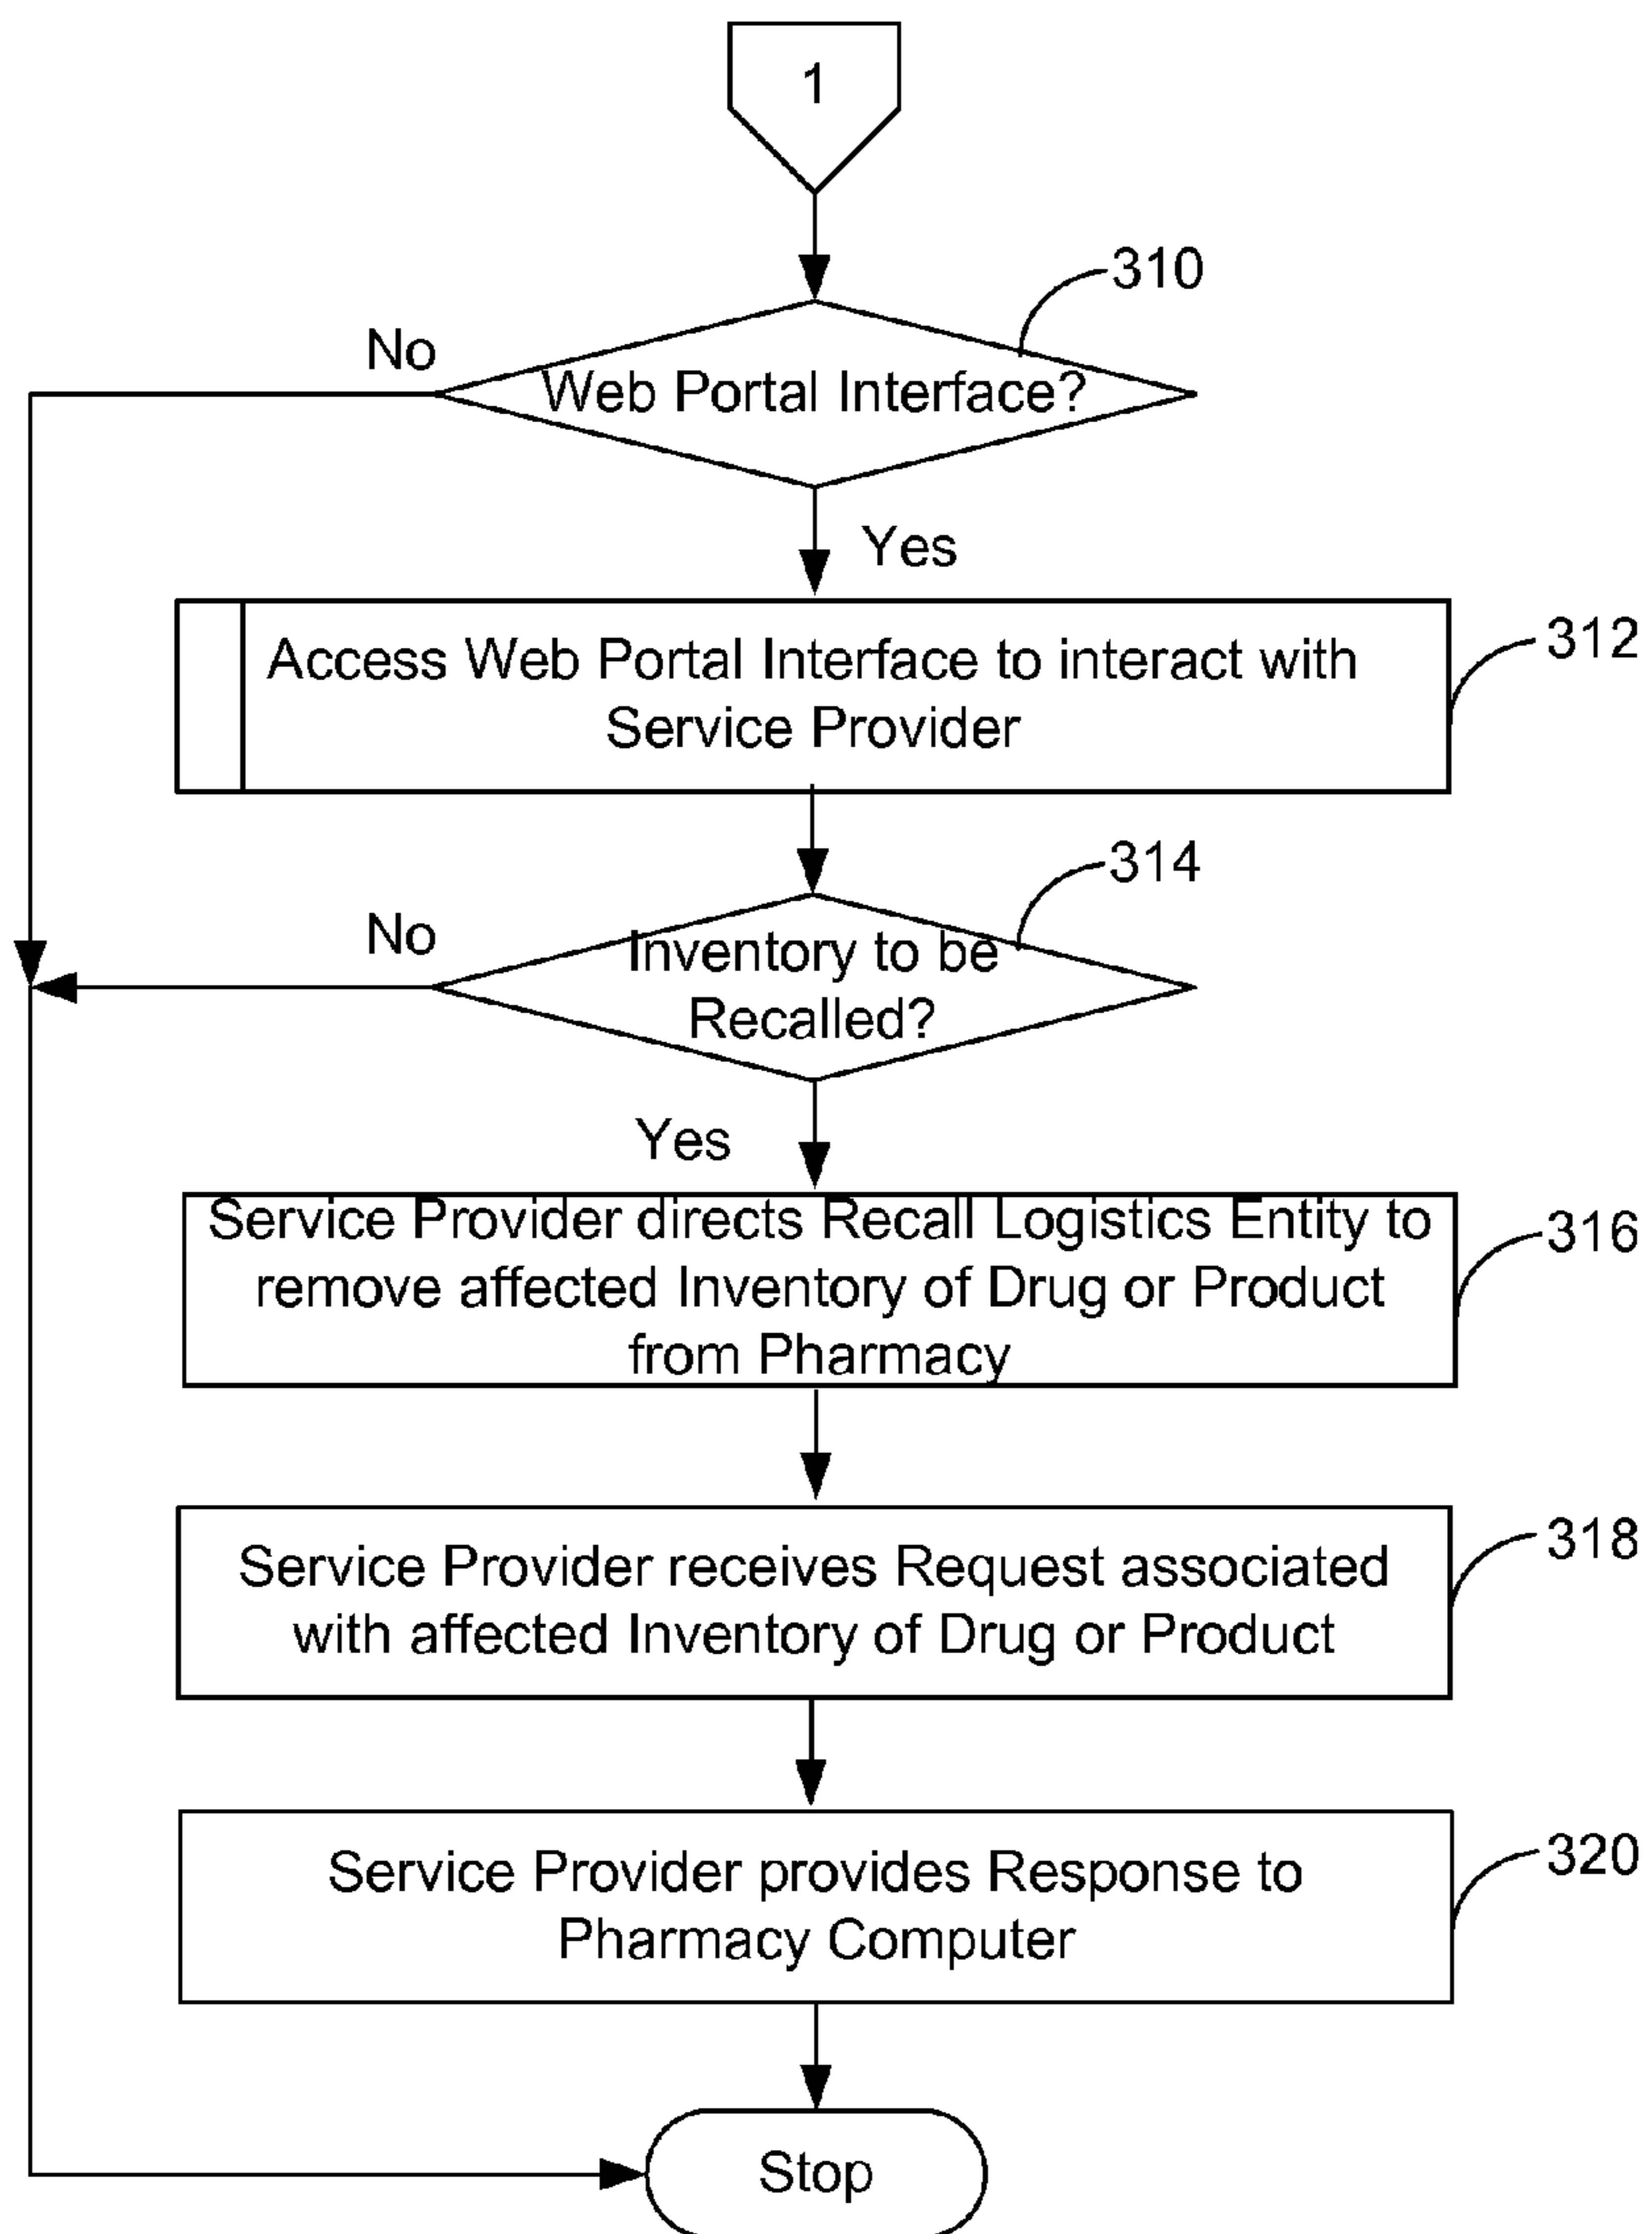 1
310
No
Web Portal Interface?
Yes
312
Access Web Portal Interface to interact with
Service Provider
314
No
Inventory to be
Recalled?
Yes
316
Service Provider directs Recall Logistics Entity to
remove affected Inventory of Drug or Product
from Pharmacy
318
Service Provider receives Request associated
with affected Inventory of Drug or Product
320
Service Provider provides Response to
Pharmacy Computer
Stop